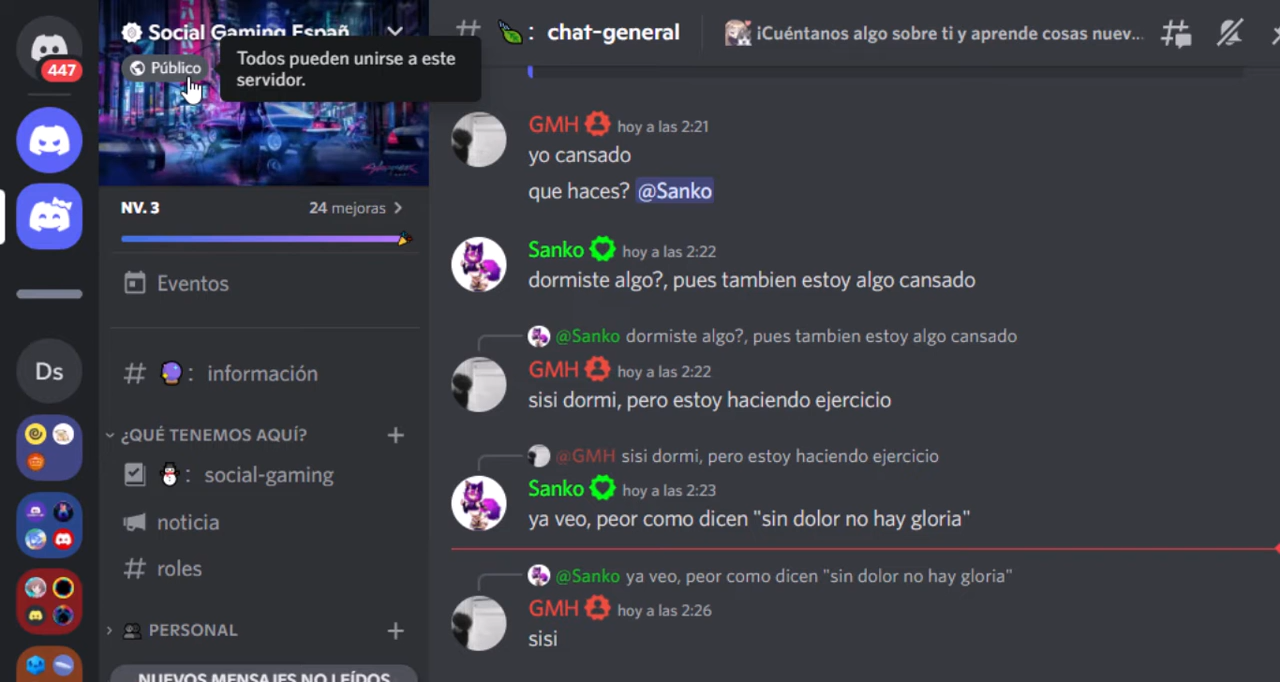 447
Ds
Social Gaming Españ
Público
Todos pueden unirse a este
servidor.
NV. 3
24 mejoras
Eventos
información
¿QUÉ TENEMOS AQUÍ?
social-gaming
noticia
roles
PERSONAL
NUEVOS MENSAJES NO LEÍDOS
: chat-general
¡Cuéntanos algo sobre ti y aprende cosas nuev...
GMH hoy a las 2:21
yo cansado
que haces? @Sanko
Sanko hoy a las 2:22
dormiste algo?, pues tambien estoy algo cansado
@Sanko dormiste algo?, pues tambien estoy algo cansado
GMH hoy a las 2:22
sisi dormi, pero estoy haciendo ejercicio
@GMH sisi dormi, pero estoy haciendo ejercicio
Sanko hoy a las 2:23
ya veo, peor como dicen "sin dolor no hay gloria"
@Sanko ya veo, peor como dicen "sin dolor no hay gloria"
GMH hoy a las 2:26
sisi